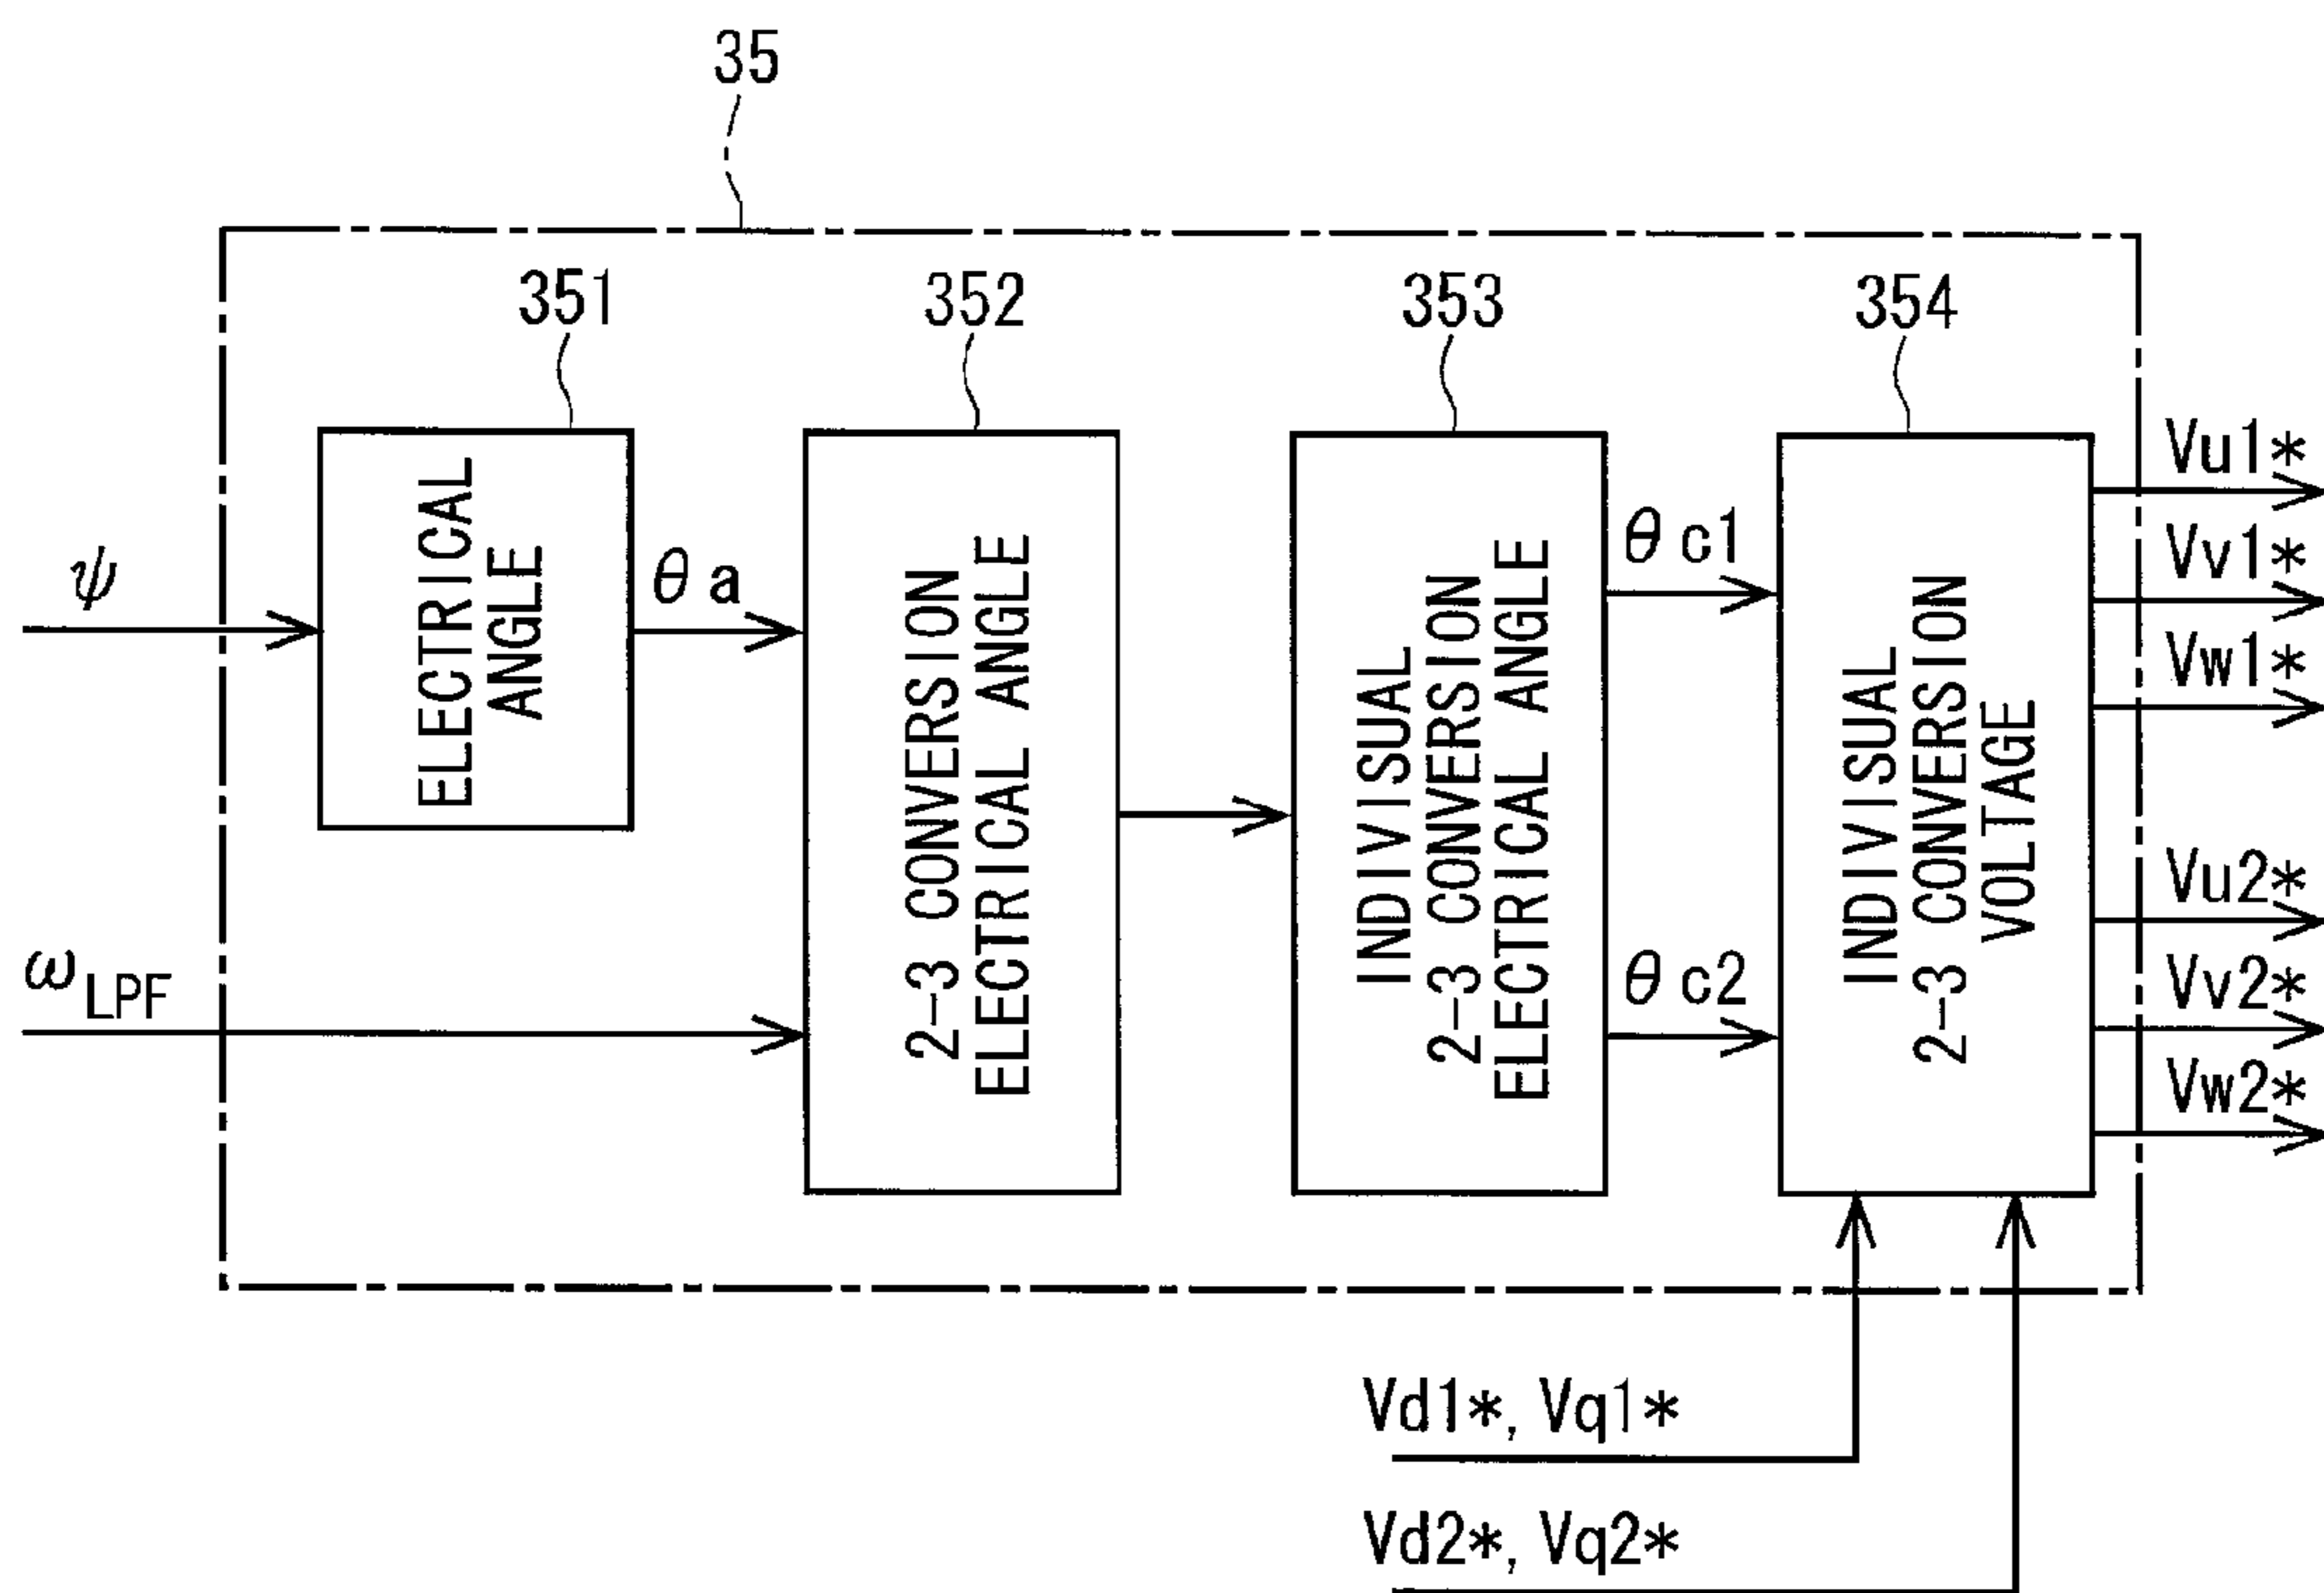 35
351
352
353
354
ψ
ω LPF
ELECTRICAL
ANGLE
θa
2-3 CONVERSION
ELECTRICAL ANGLE
INDIVISUAL
2-3 CONVERSION
ELECTRICAL ANGLE
θc1
θc2
INDIVISUAL
2-3 CONVERSION
VOLTAGE
Vu1*
Vv1*
Vw1*
Vu2*
Vv2*
Vw2*
Vd1*, Vq1*
Vd2*, Vq2*